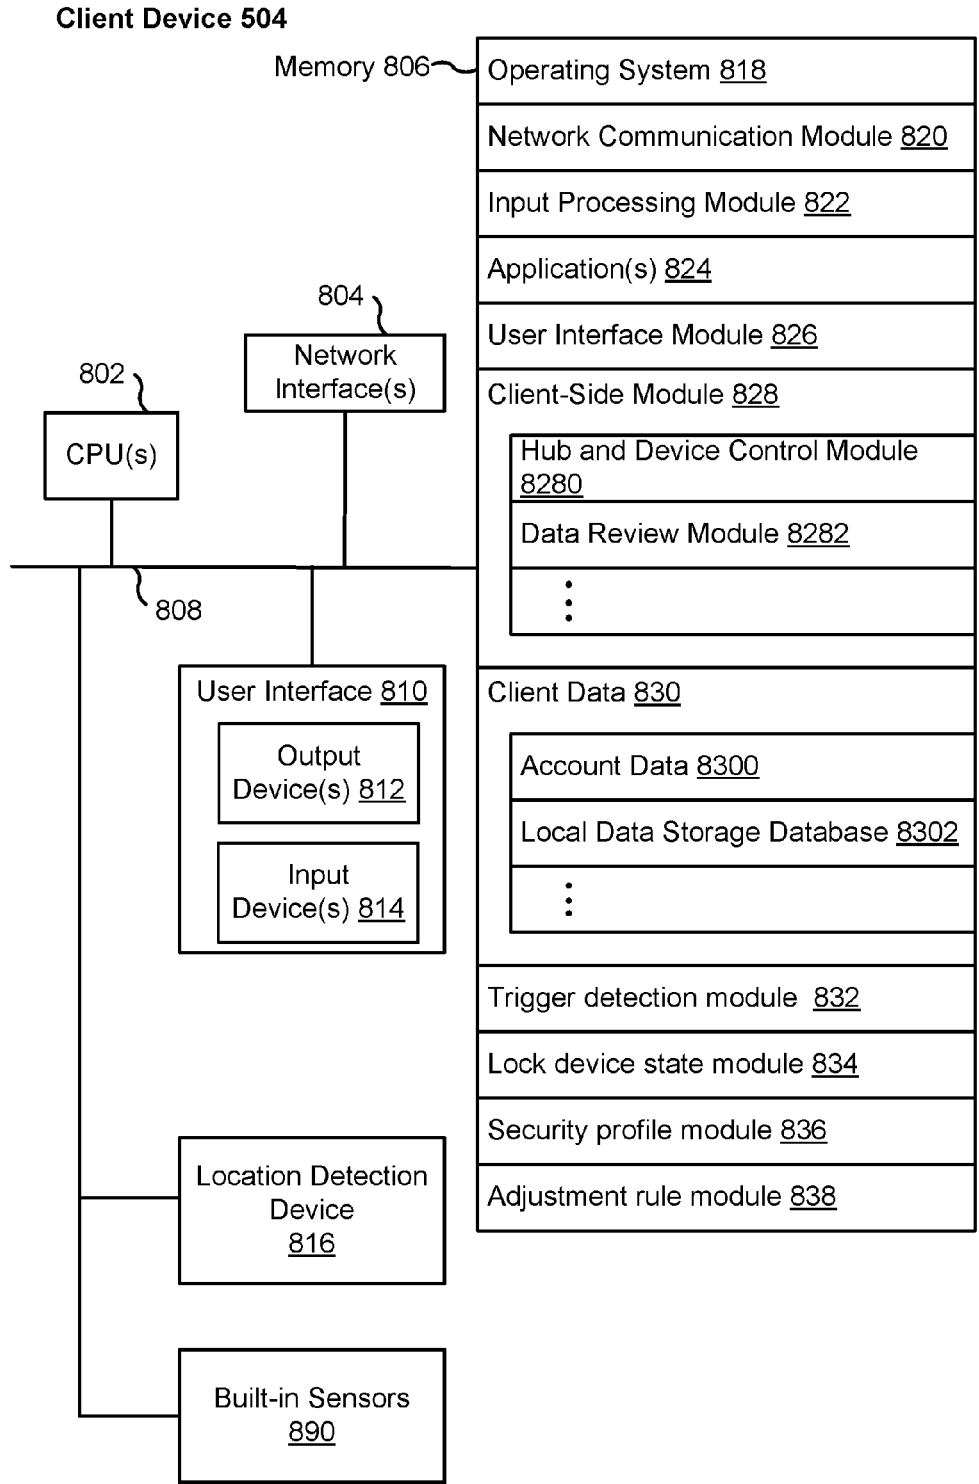 Client Device 504
Memory 806
Operating System 818
Network Communication Module 820
Input Processing Module 822
Application(s) 824
User Interface Module 826
Client-Side Module 828
Hub and Device Control Module
8280
Data Review Module 8282
Client Data 830
Account Data 8300
Local Data Storage Database 8302
Trigger detection module 832
Lock device state module 834
Security profile module 836
Adjustment rule module 838
804
Network
Interface(s)
802
CPU(s)
808
User Interface 810
Output
Device(s) 812
Input
Device(s) 814
Location Detection
Device
816
Built-in Sensors
890